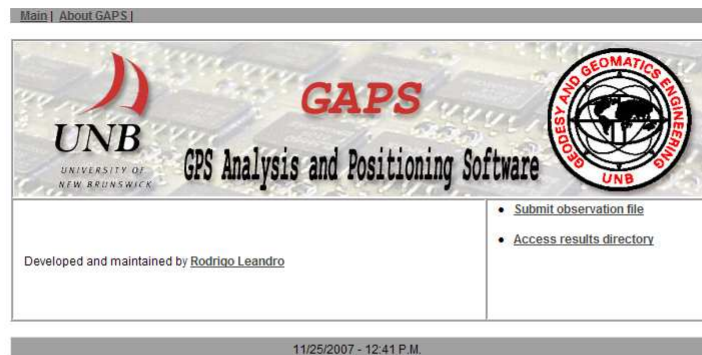 Main | About GAPS |
GAPS
UNB
UNIVERSITY OF
NEW BRUNSWICK
GPS Analysis and Positioning Software
GEODESY AND GEOMATICS ENGINEERING
UNB
• Submit observation file
• Access results directory
Developed and maintained by Rodrigo Leandro
11/25/2007 - 12:41 P.M.